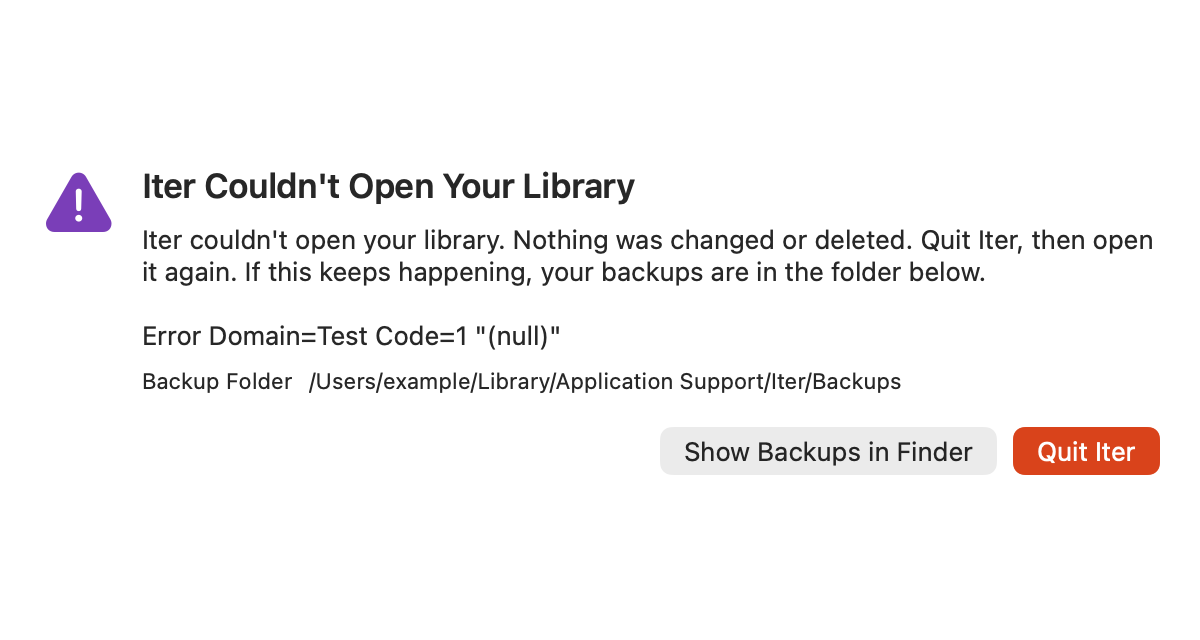 Iter Couldn't Open Your Library
Iter couldn't open your library. Nothing was changed or deleted. Quit Iter, then open
it again. If this keeps happening, your backups are in the folder below.
Error Domain=Test Code=1 "(null)"
Backup Folder /Users/example/Library/Application Support/Iter/Backups
Show Backups in Finder Quit Iter